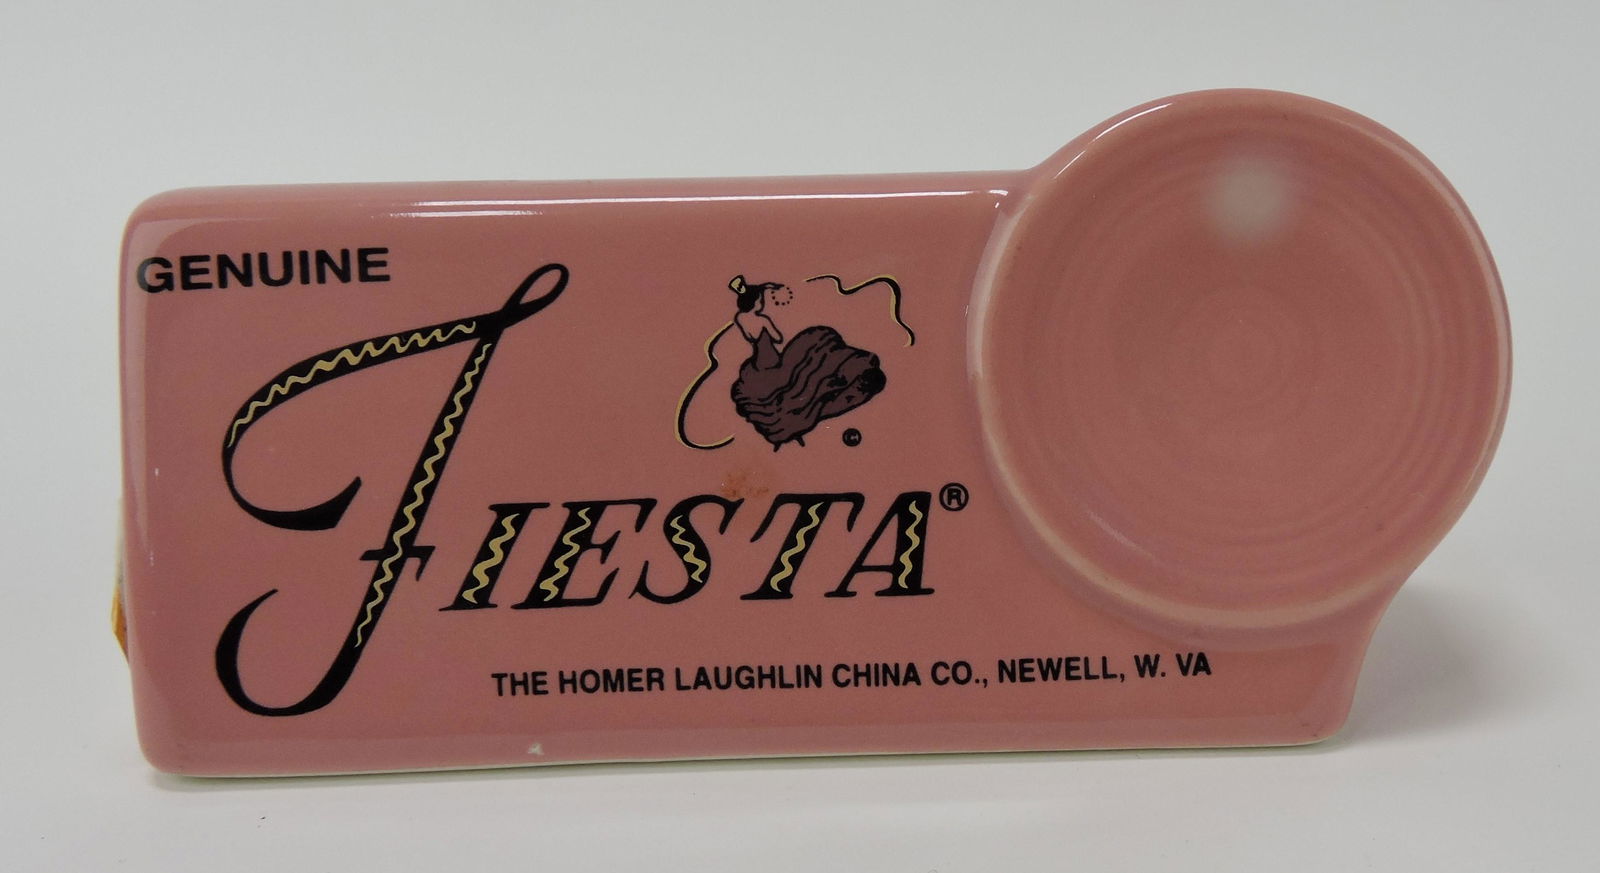 GENUINE
FIESTA®
THE HOMER LAUGHLIN CHINA CO., NEWELL, W. VA